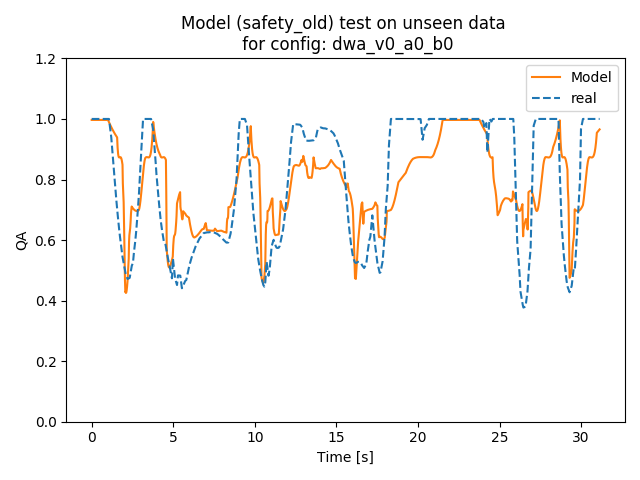 Model (safety_old) test on unseen data
for config: dwa_v0_a0_b0
Model
real
1.2
1.0
0.8
0.6
0.4
0.2
0.0
QA
0 5 10 15 20 25 30
Time [s]